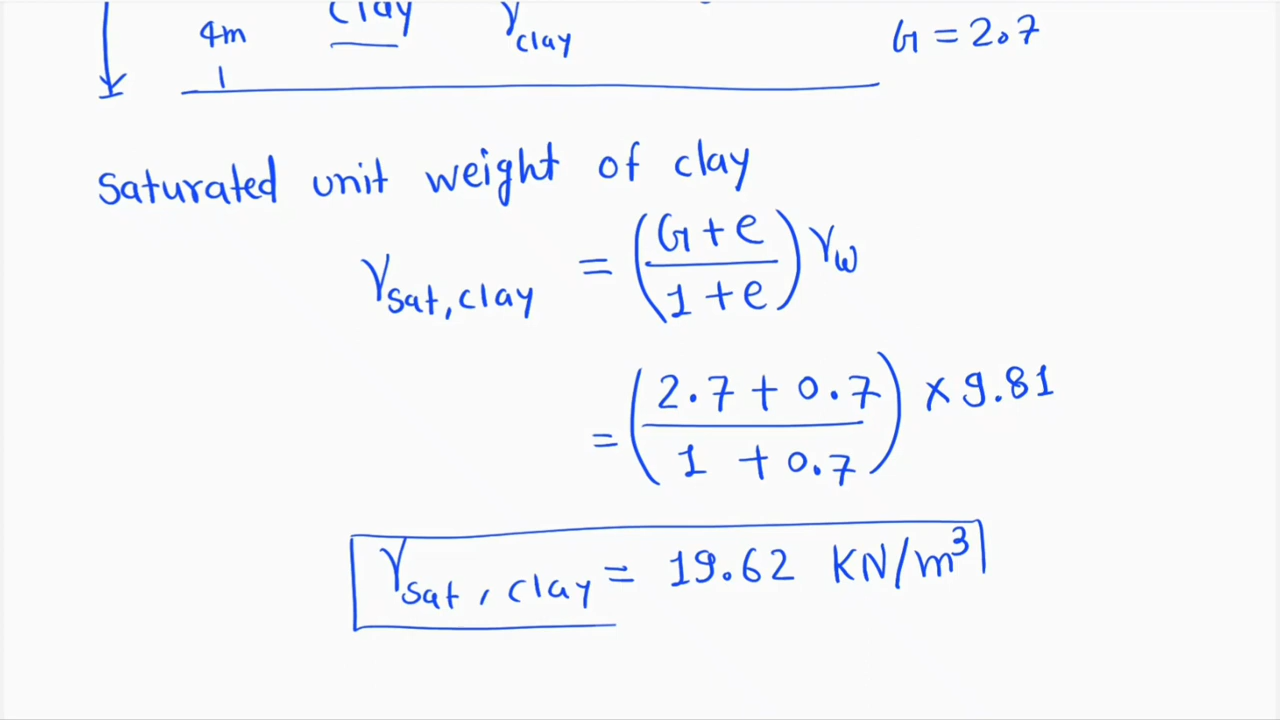 4m clay γclay G = 2.7
Saturated unit weight of clay
γsat,clay = (G+e / 1+e) γw
= (2.7+0.7 / 1+0.7) × 9.81
γsat,clay = 19.62 KN/m³